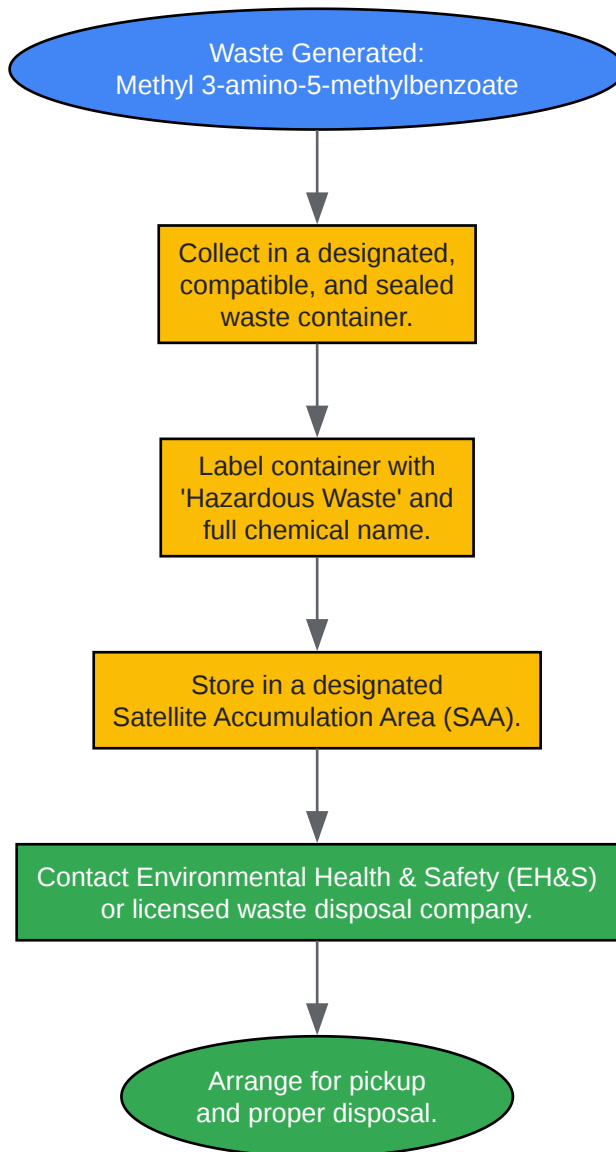 Waste Generated:
Methyl 3-amino-5-methylbenzoate
Collect in a designated,
compatible, and sealed
waste container.
Label container with
'Hazardous Waste' and
full chemical name.
Store in a designated
Satellite Accumulation Area (SAA).
Contact Environmental Health & Safety (EH&S)
or licensed waste disposal company.
Arrange for pickup
and proper disposal.